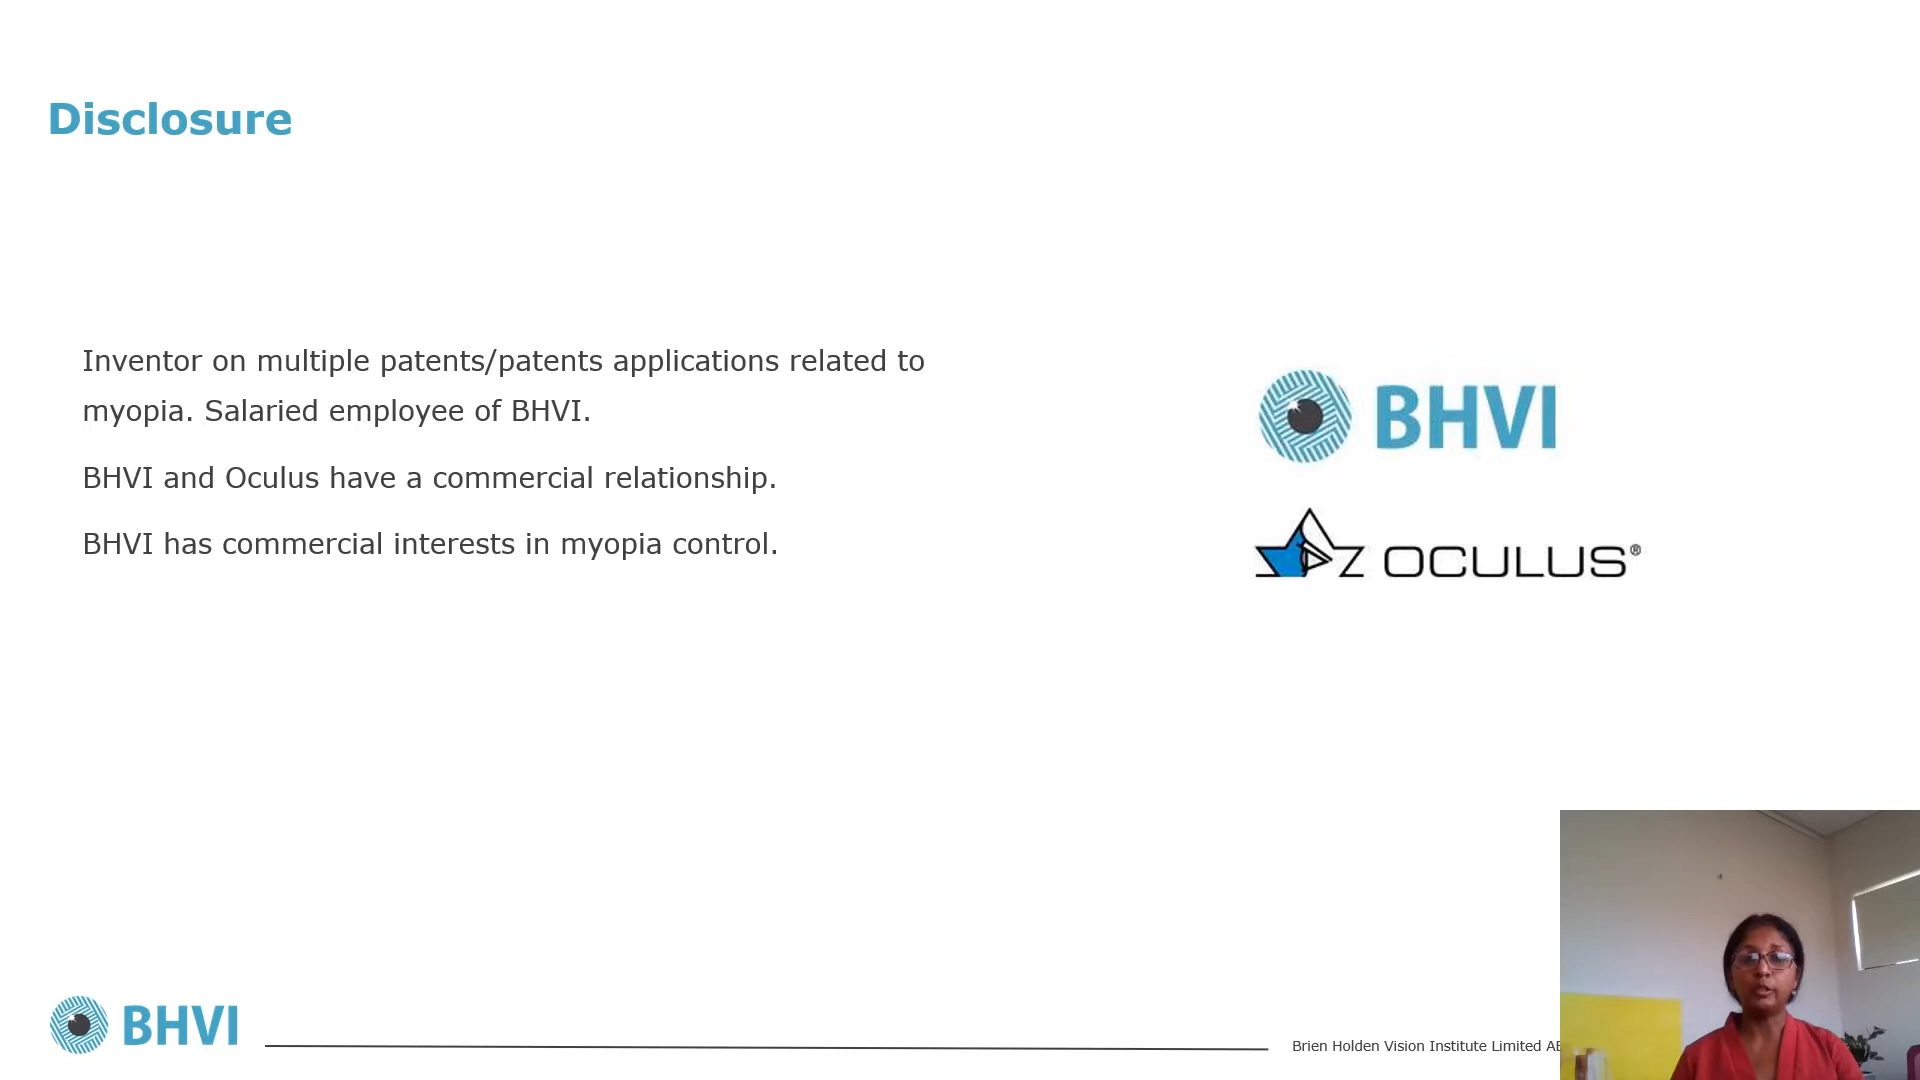 Disclosure
Inventor on multiple patents/patents applications related to
myopia. Salaried employee of BHVI.
BHVI and Oculus have a commercial relationship.
BHVI has commercial interests in myopia control.
BHVI
OCULUS®
BHVI
Brien Holden Vision Institute Limited